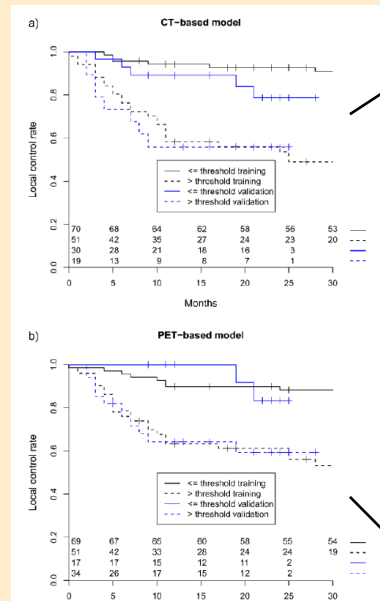 a)
CT-based model
Local control rate
1.0
0.8
0.6
0.4
0.2
0.0
<= threshold training
> threshold training
<= threshold validation
> threshold validation
70 68 64 62 58 56 53
51 42 35 27 24 23 20
30 28 21 18 16 3
19 13 9 8 7 1
0 5 10 15 20 25 30
Months
b)
PET-based model
Local control rate
1.0
0.8
0.6
0.4
0.2
0.0
<= threshold training
> threshold training
<= threshold validation
> threshold validation
69 67 65 60 58 55 54
51 42 33 28 24 24 19
17 17 15 12 11 2
34 26 17 15 12 2
0 5 10 15 20 25 30
Months